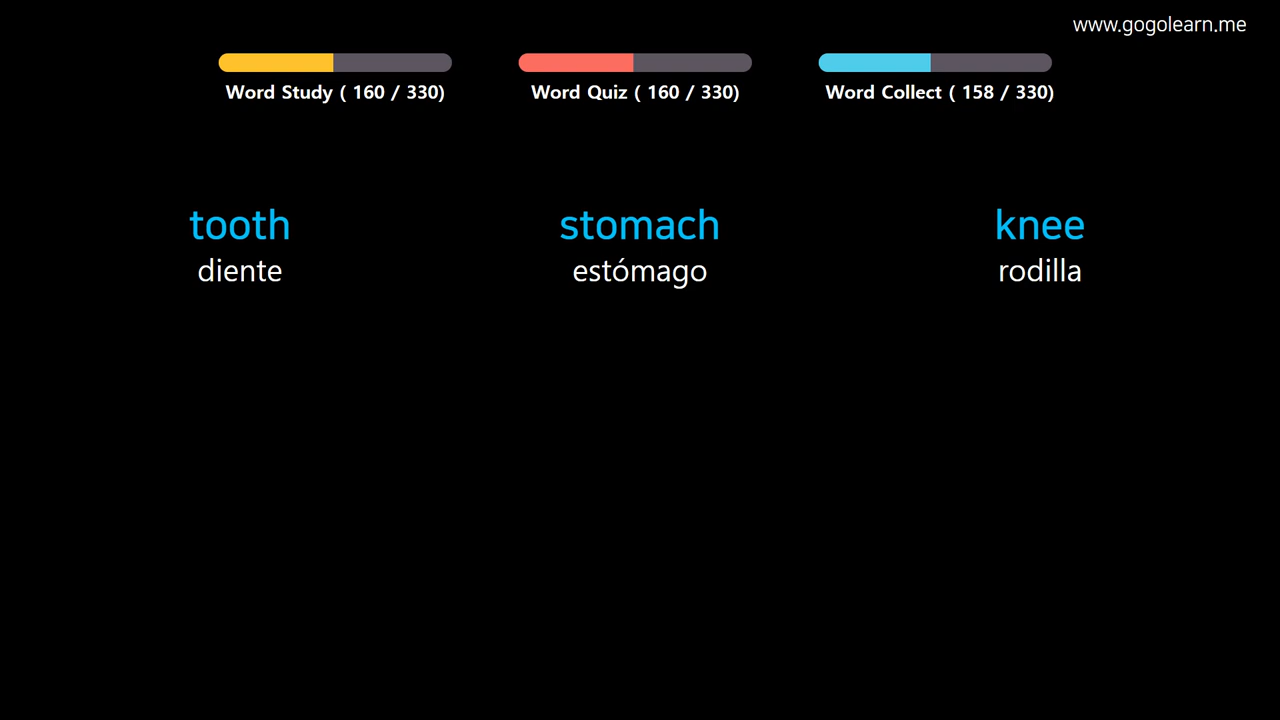 www.gogolearn.me
Word Study ( 160 / 330)
Word Quiz ( 160 / 330)
Word Collect ( 158 / 330)
tooth
diente
stomach
estómago
knee
rodilla